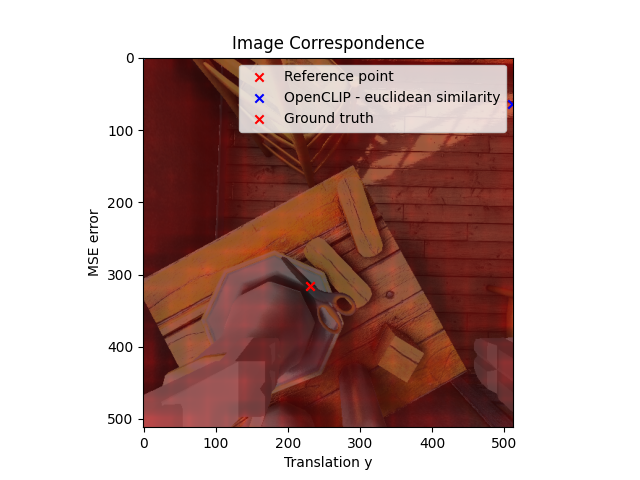 Image Correspondence
Reference point
OpenCLIP - euclidean similarity
Ground truth
MSE error
0
100
200
300
400
500
0 100 200 300 400 500
Translation y